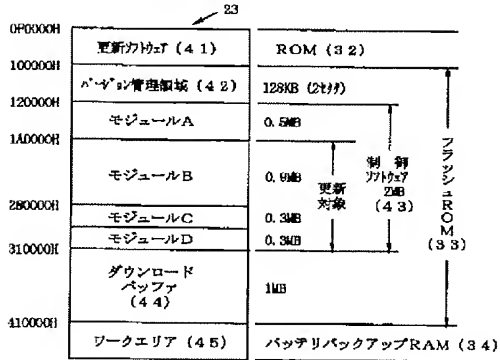 23
0F0000H
更新ソフトウェア(41)
ROM(32)
100000H
バージョン管理領域(42)
128KB(2セクタ)
120000H
モジュールA
0.5MB
1A0000H
モジュールB
0.9MB
更新
対象
制御
ソフトウェア
2MB
(43)
フラッシュROM
(33)
280000H
モジュールC
0.3MB
モジュールD
0.3MB
310000H
ダウンロード
バッファ
(44)
1MB
410000H
ワークエリア(45)
バッテリバックアップRAM(34)